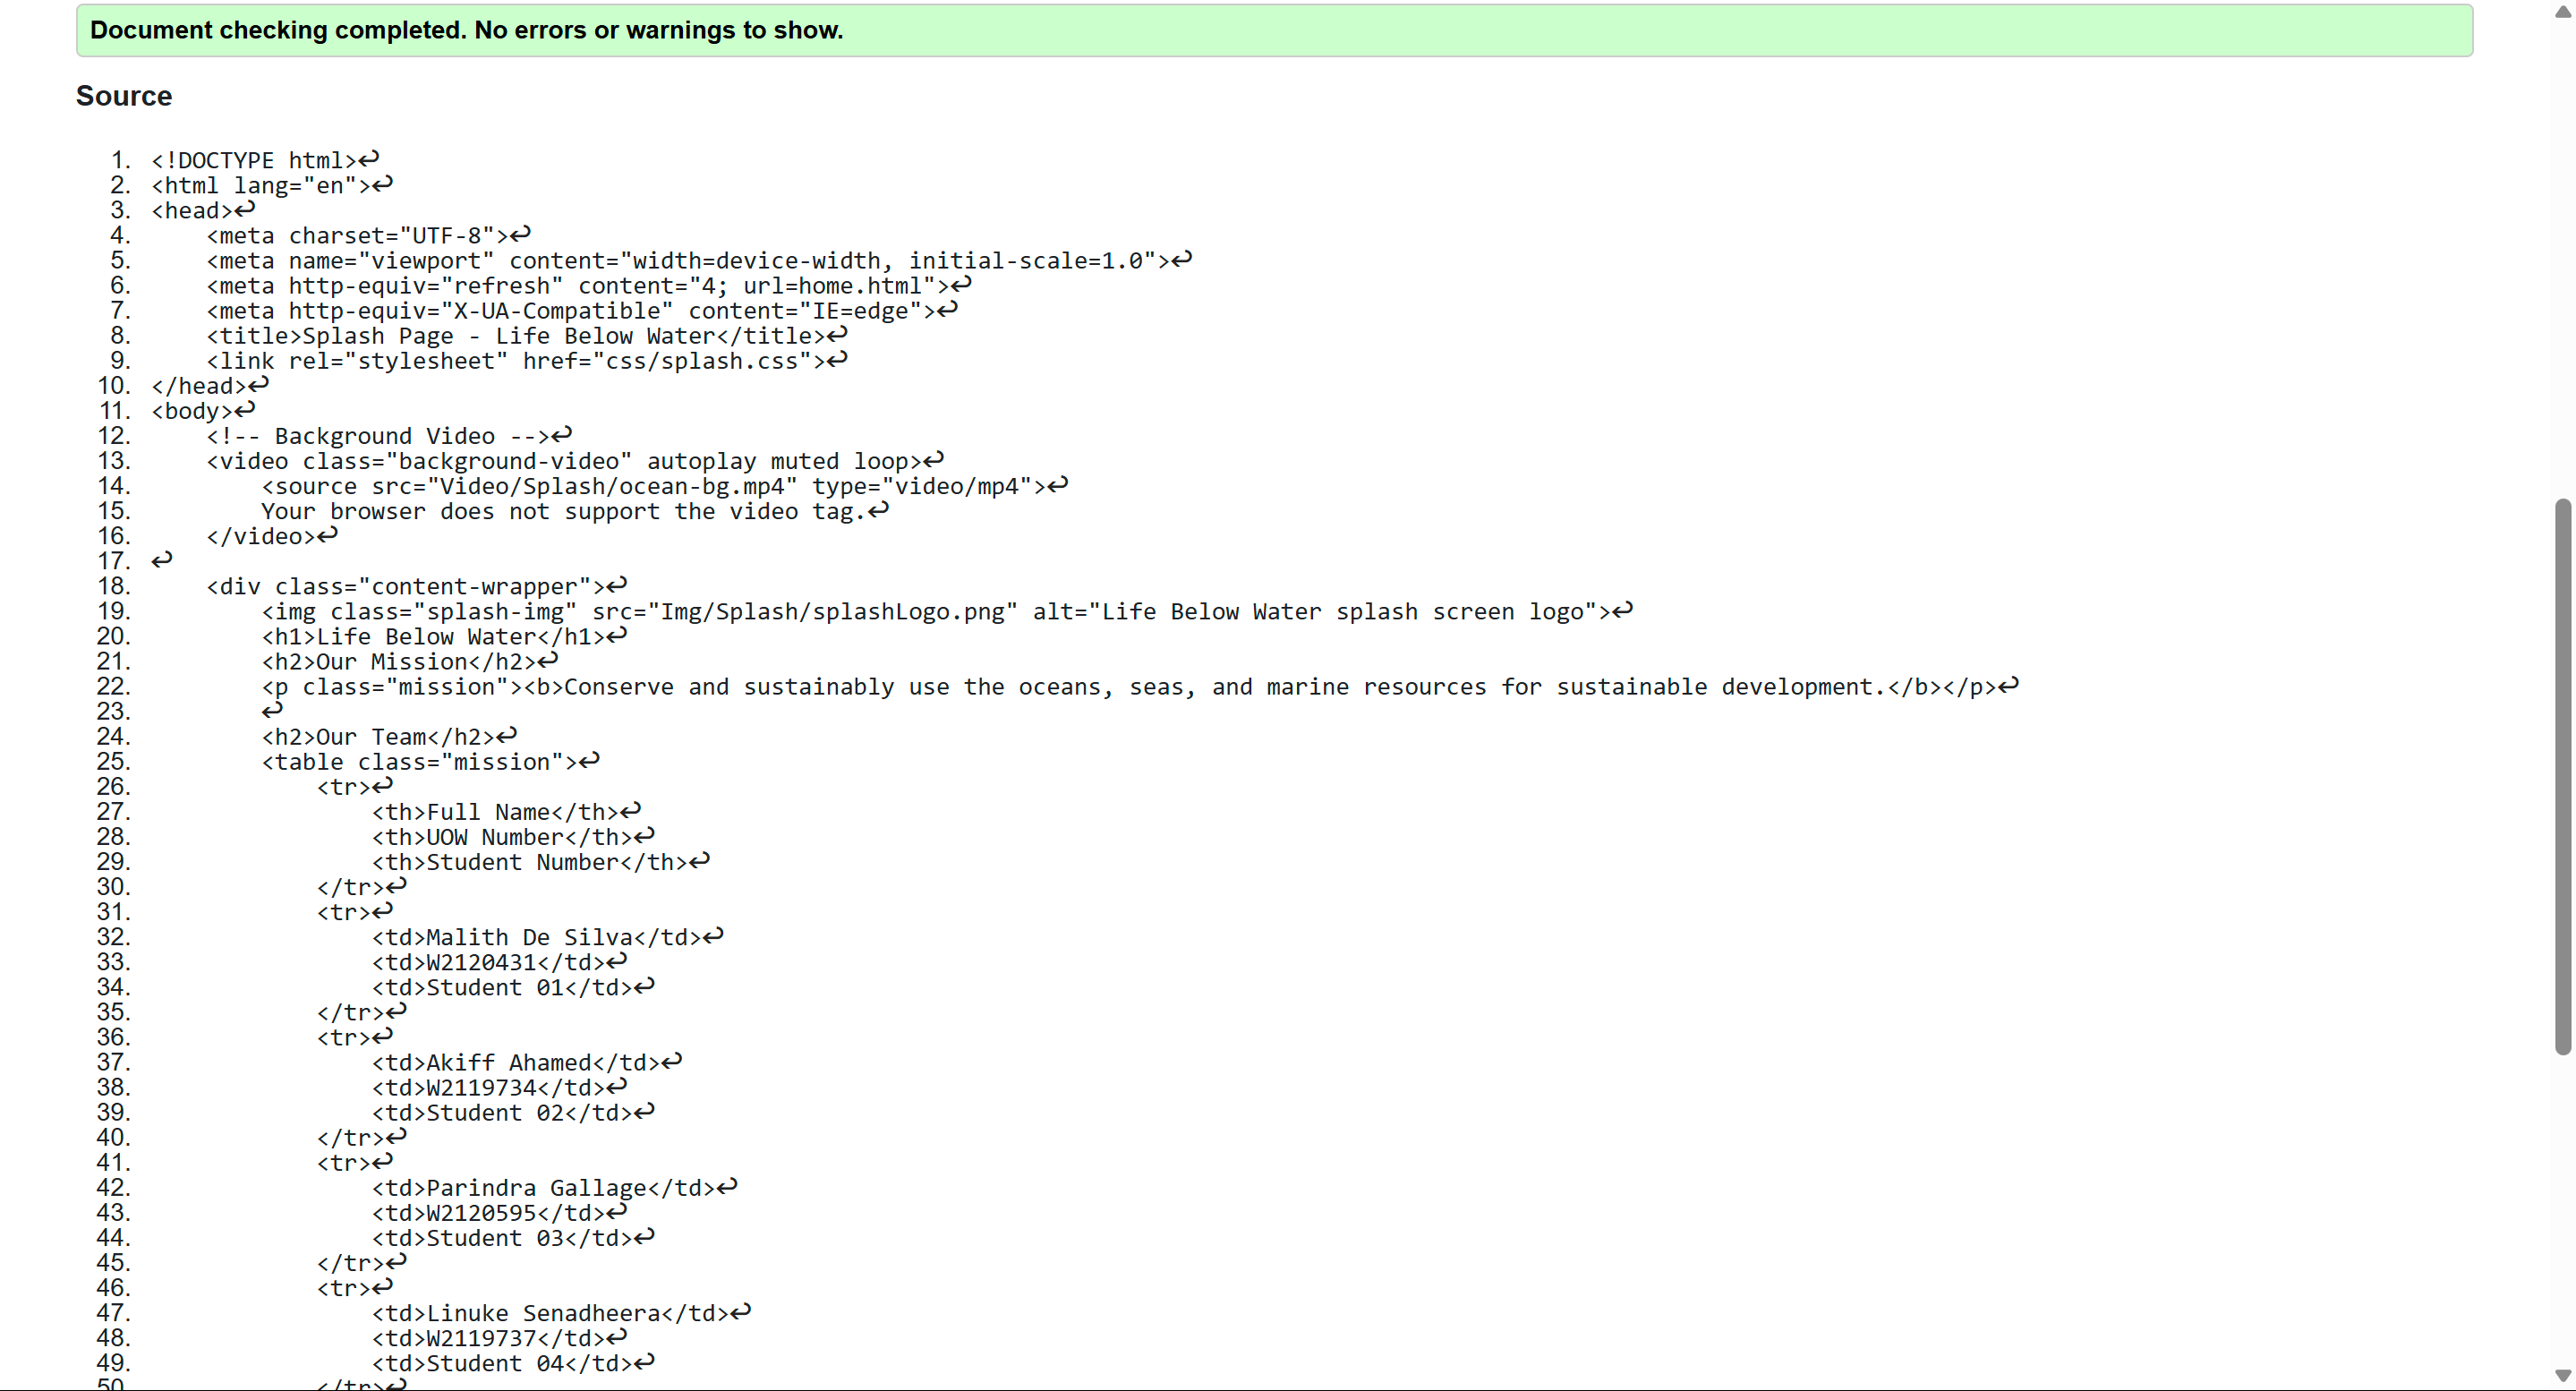 Document checking completed. No errors or warnings to show.
Source
1. <!DOCTYPE html>↩
2. <html lang="en">↩
3. <head>↩
4.     <meta charset="UTF-8">↩
5.     <meta name="viewport" content="width=device-width, initial-scale=1.0">↩
6.     <meta http-equiv="refresh" content="4; url=home.html">↩
7.     <meta http-equiv="X-UA-Compatible" content="IE=edge">↩
8.     <title>Splash Page - Life Below Water</title>↩
9.     <link rel="stylesheet" href="css/splash.css">↩
10. </head>↩
11. <body>↩
12.     <!-- Background Video -->↩
13.     <video class="background-video" autoplay muted loop>↩
14.         <source src="Video/Splash/ocean-bg.mp4" type="video/mp4">↩
15.         Your browser does not support the video tag.↩
16.     </video>↩
17. ↩
18.     <div class="content-wrapper">↩
19.         <img class="splash-img" src="Img/Splash/splashLogo.png" alt="Life Below Water splash screen logo">↩
20.         <h1>Life Below Water</h1>↩
21.         <h2>Our Mission</h2>↩
22.         <p class="mission"><b>Conserve and sustainably use the oceans, seas, and marine resources for sustainable development.</b></p>↩
23.         ↩
24.         <h2>Our Team</h2>↩
25.         <table class="mission">↩
26.             <tr>↩
27.                 <th>Full Name</th>↩
28.                 <th>UOW Number</th>↩
29.                 <th>Student Number</th>↩
30.             </tr>↩
31.             <tr>↩
32.                 <td>Malith De Silva</td>↩
33.                 <td>W2120431</td>↩
34.                 <td>Student 01</td>↩
35.             </tr>↩
36.             <tr>↩
37.                 <td>Akiff Ahamed</td>↩
38.                 <td>W2119734</td>↩
39.                 <td>Student 02</td>↩
40.             </tr>↩
41.             <tr>↩
42.                 <td>Parindra Gallage</td>↩
43.                 <td>W2120595</td>↩
44.                 <td>Student 03</td>↩
45.             </tr>↩
46.             <tr>↩
47.                 <td>Linuke Senadheera</td>↩
48.                 <td>W2119737</td>↩
49.                 <td>Student 04</td>↩
50.             </tr>↩